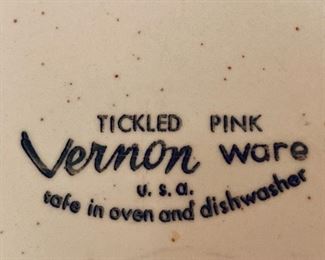 TICKLED PINK
Vernon ware
u.s.a.
safe in oven and dishwasher